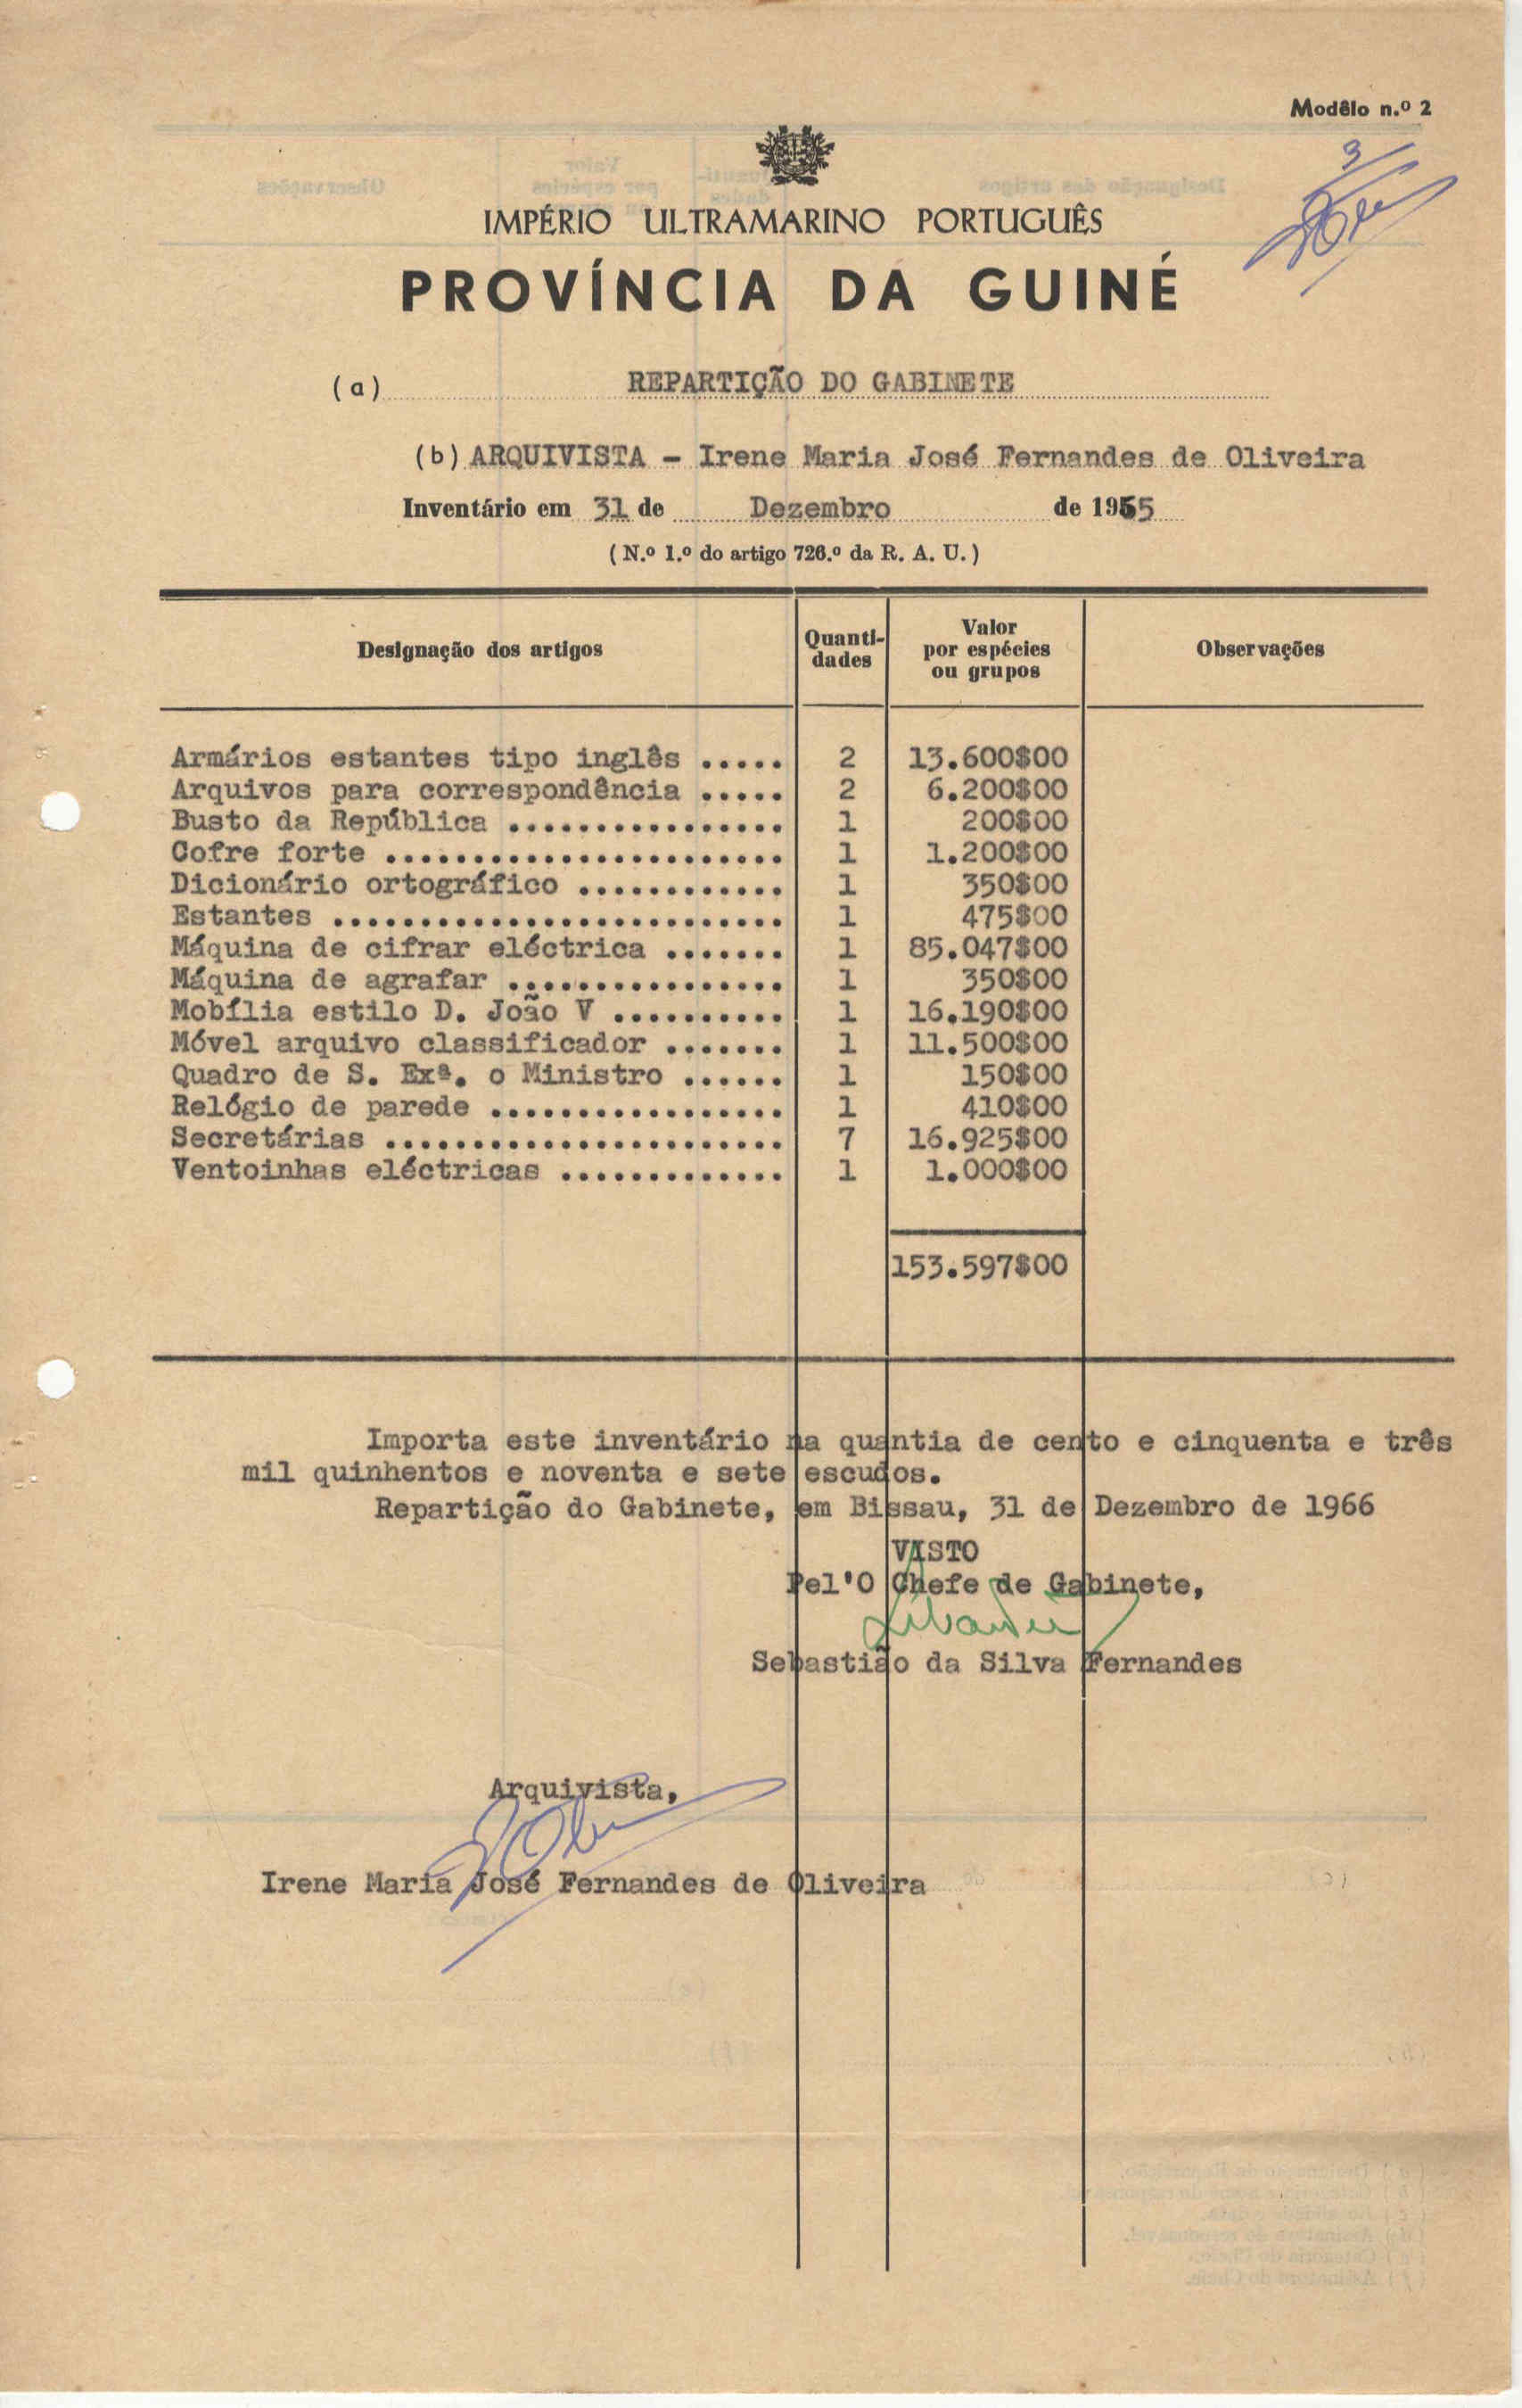 Modêlo n.º 2
3
IMPÉRIO ULTRAMARINO PORTUGUÊS
PROVÍNCIA DA GUINÉ
(a) REPARTIÇÃO DO GABINETE
(b) ARQUIVISTA - Irene Maria José Fernandes de Oliveira
Inventário em 31 de Dezembro de 1965
(N.º 1.º do artigo 726.º da R. A. U.)
Designação dos artigos Quanti-dades Valor por espécies ou grupos Observações
Armários estantes tipo inglês ..... 2 13.600$00
Arquivos para correspondência ..... 2 6.200$00
Busto da República ................ 1 200$00
Cofre forte ....................... 1 1.200$00
Dicionário ortográfico ............ 1 350$00
Estantes .......................... 1 475$00
Máquina de cifrar eléctrica ....... 1 85.047$00
Máquina de agrafar ................ 1 350$00
Mobília estilo D. João V .......... 1 16.190$00
Móvel arquivo classificador ....... 1 11.500$00
Quadro de S. Exª. o Ministro ...... 1 150$00
Relógio de parede ................. 1 410$00
Secretárias ....................... 7 16.925$00
Ventoinhas eléctricas ............. 1 1.000$00
153.597$00
Importa este inventário na quantia de cento e cinquenta e três
mil quinhentos e noventa e sete escudos.
Repartição do Gabinete, em Bissau, 31 de Dezembro de 1966
VISTO
Pel'O Chefe de Gabinete,
Sebastião da Silva Fernandes
Arquivista,
Irene Maria José Fernandes de Oliveira